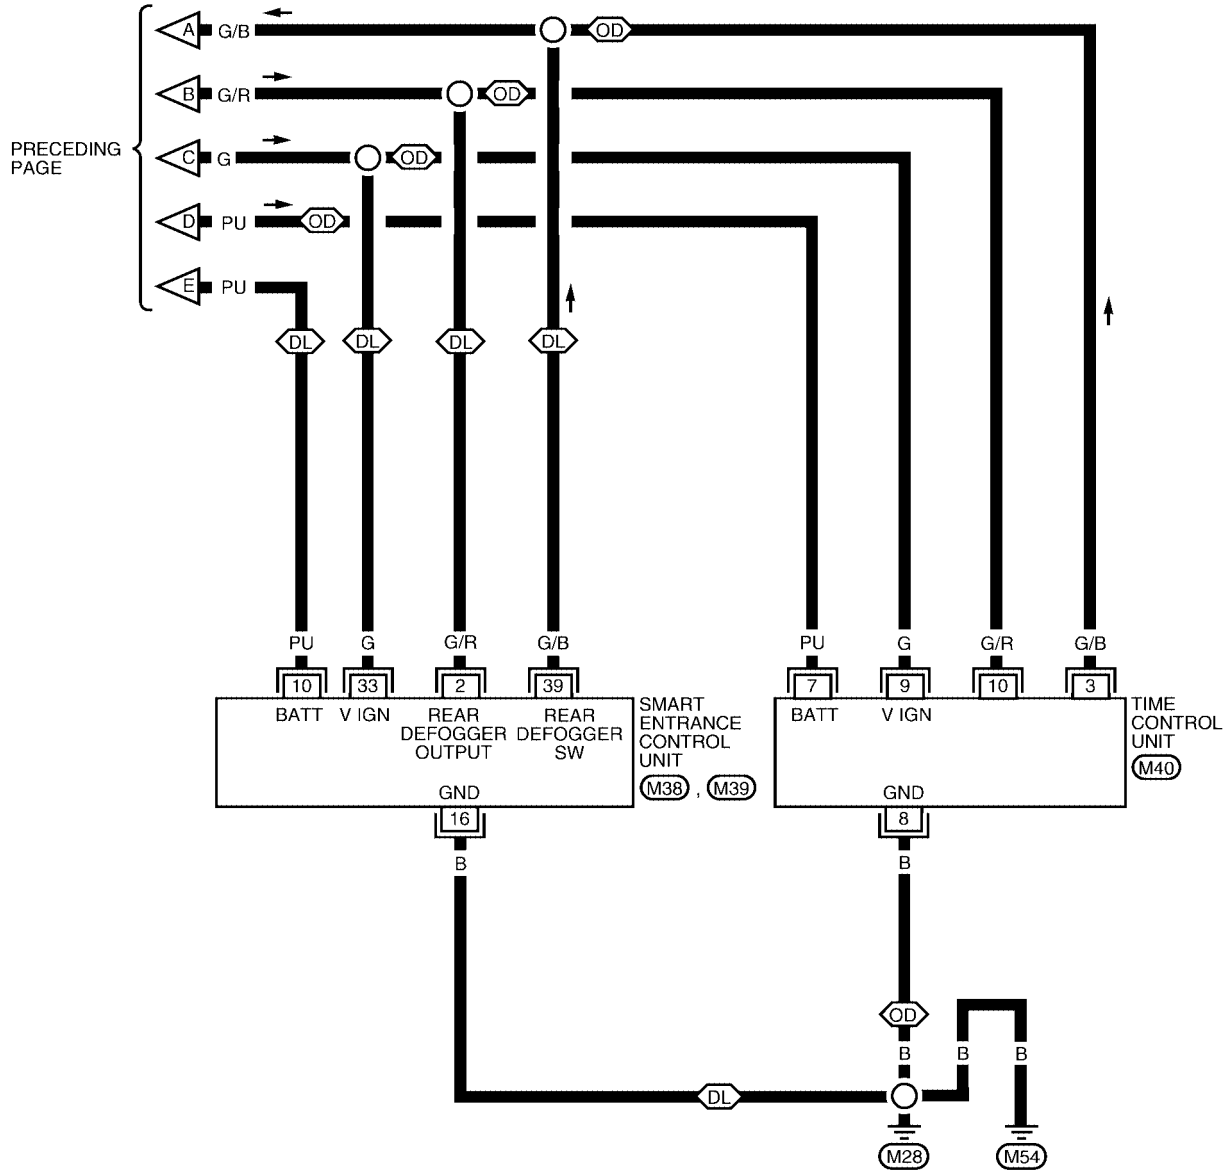 A G/B OD
B G/R OD
PRECEDING
PAGE
C G OD
D PU OD
E PU
DL DL DL DL
PU G G/R G/B PU G G/R G/B
10 33 2 39 7 9 10 3
BATT V IGN REAR
DEFOGGER
OUTPUT
REAR
DEFOGGER
SW
SMART
ENTRANCE
CONTROL
UNIT
M38 , M39
BATT V IGN
TIME
CONTROL
UNIT
M40
GND GND
16 8
B B
OD
B B B
DL
M28 M54